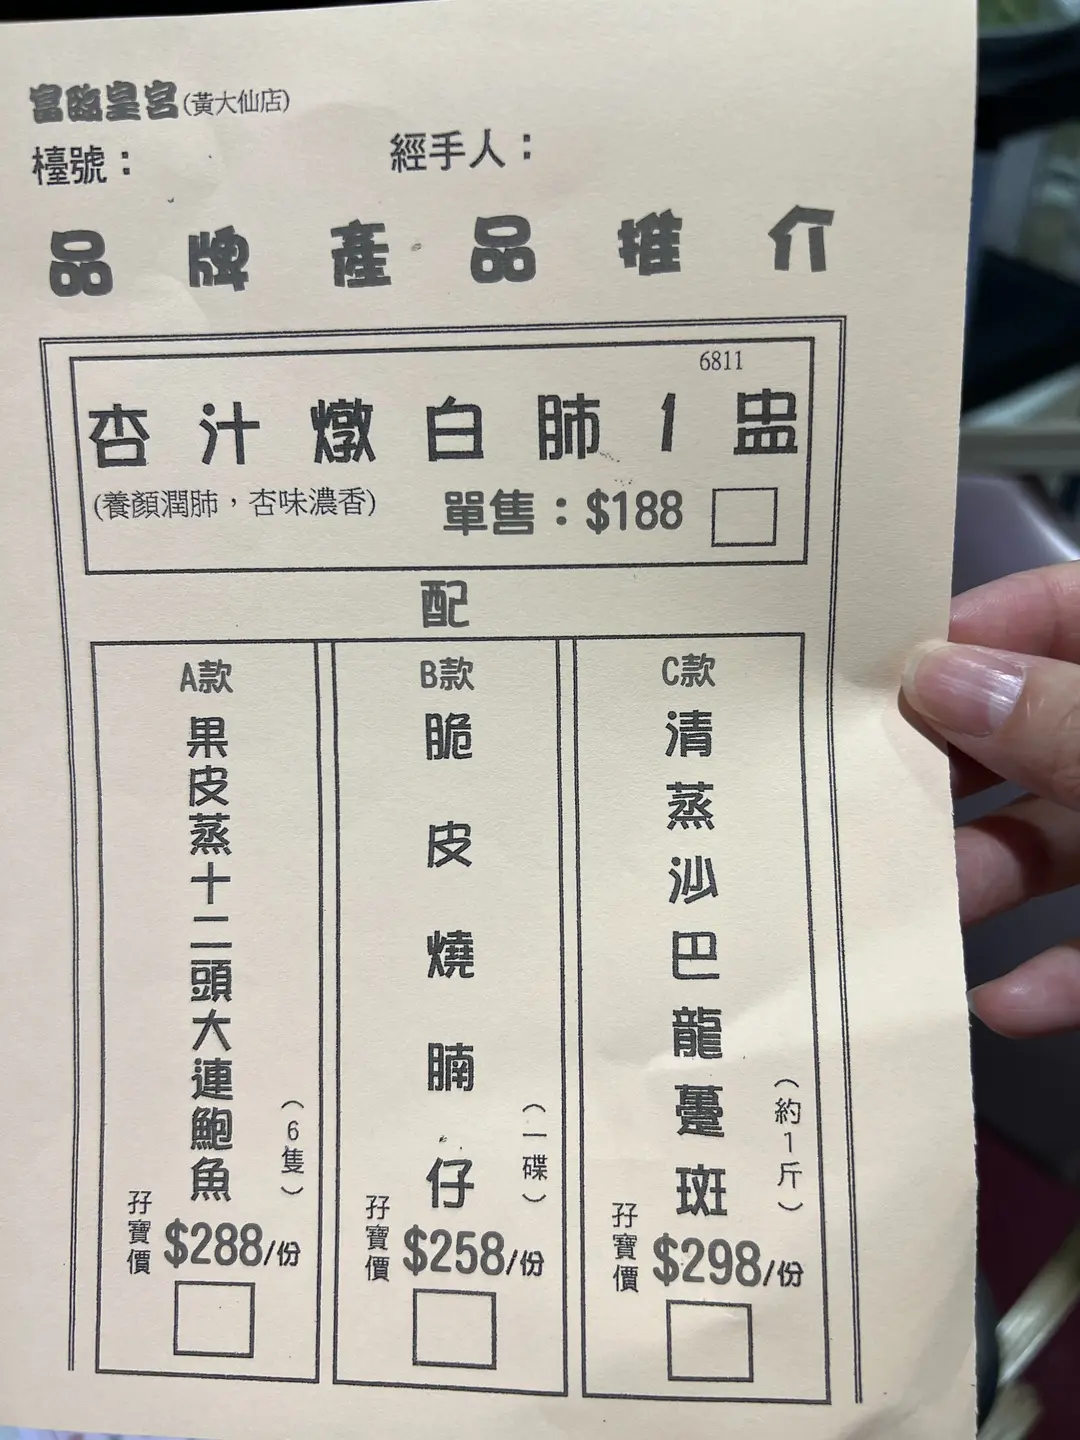 富臨皇宮(黃大仙店)
檯號：
經手人：
品牌產品推介
6811
杏汁燉白肺1盅
(養顏潤肺，杏味濃香)
單售：$188
配
A款
果皮蒸十二頭大連鮑魚
(6隻)
孖寶價
$288/份
B款
脆皮燒腩仔
(一碟)
孖寶價
$258/份
C款
清蒸沙巴龍躉斑
(約1斤)
孖寶價
$298/份